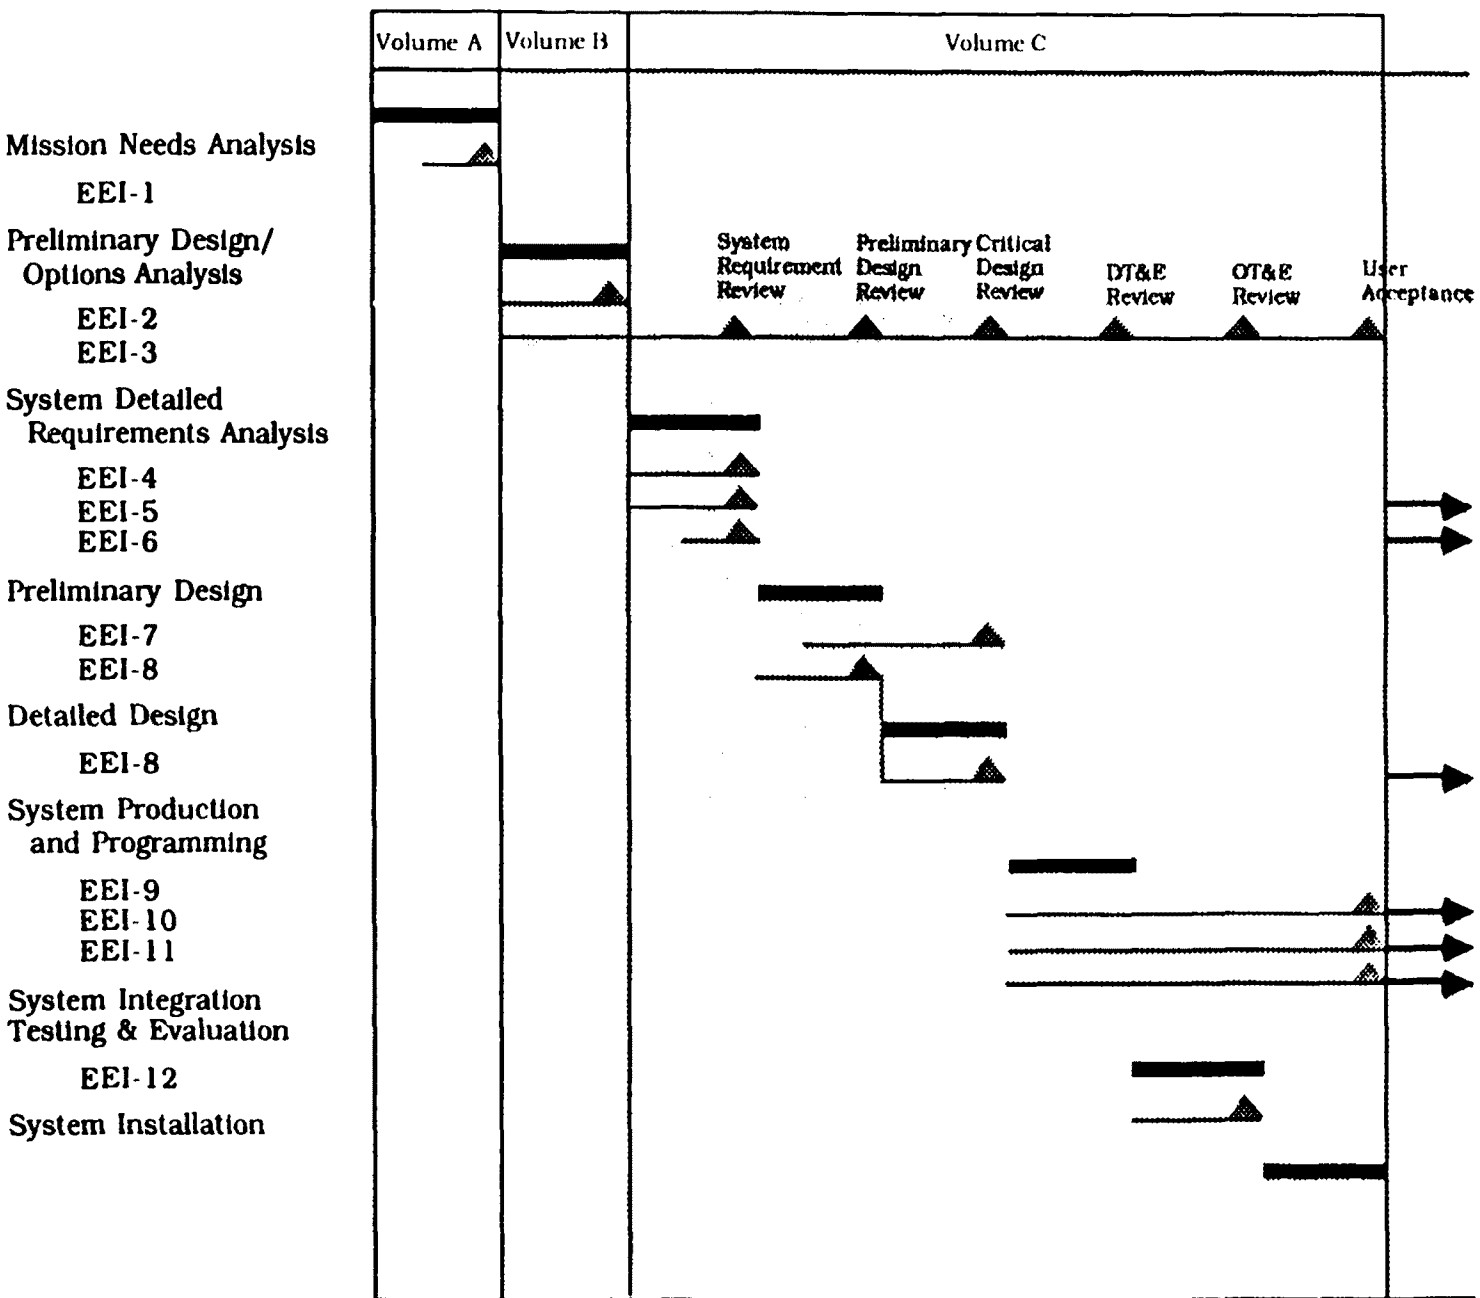 Volume A
Volume B
Volume C
Mission Needs Analysis
EEI-1
Preliminary Design/
Options Analysis
EEI-2
EEI-3
System
Requirement
Review
Preliminary
Design
Review
Critical
Design
Review
DT&E
Review
OT&E
Review
User
Acceptance
System Detailed
Requirements Analysis
EEI-4
EEI-5
EEI-6
Preliminary Design
EEI-7
EEI-8
Detailed Design
EEI-8
System Production
and Programming
EEI-9
EEI-10
EEI-11
System Integration
Testing & Evaluation
EEI-12
System Installation